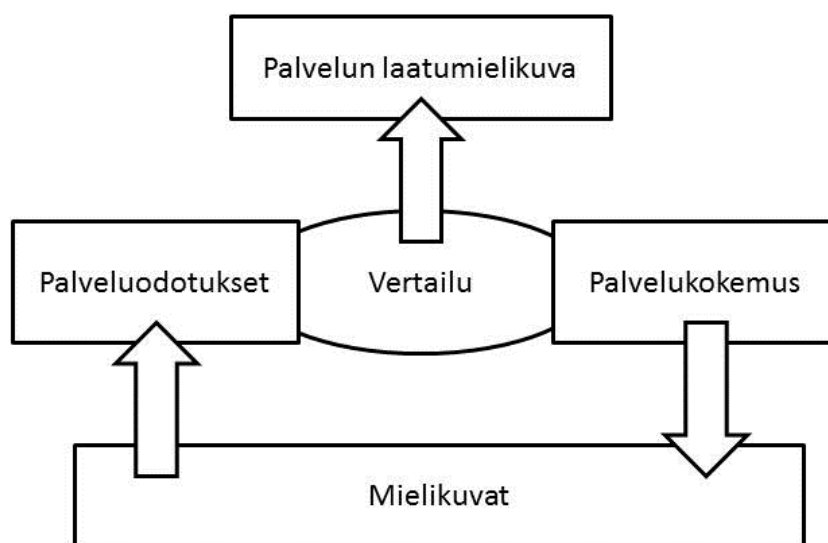 Palvelun laatumielikuva
Palveluodotukset
Vertailu
Palvelukokemus
Mielikuvat